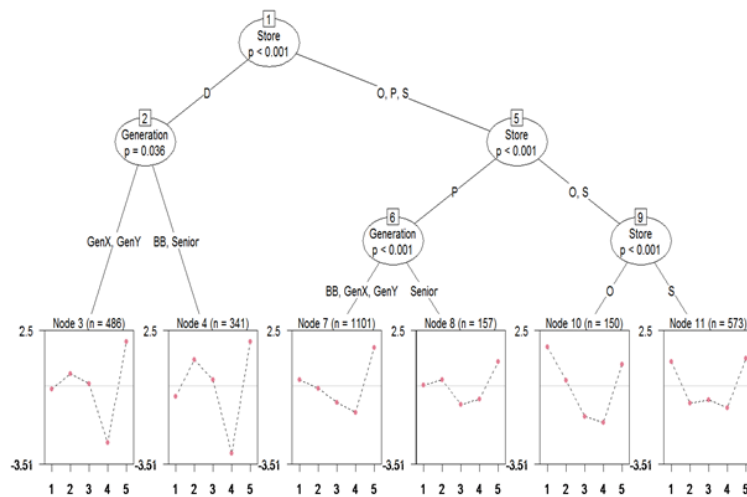 1
Store
p < 0.001
D
O, P, S
2
Generation
p = 0.036
5
Store
p < 0.001
P
O, S
6
Generation
p < 0.001
9
Store
p < 0.001
GenX, GenY
BB, Senior
BB, GenX, GenY
Senior
O
S
Node 3 (n = 486)
Node 4 (n = 341)
Node 7 (n = 1101)
Node 8 (n = 157)
Node 10 (n = 150)
Node 11 (n = 573)
2.5 2.5 2.5 2.5 2.5 2.5
-3.51 -3.51 -3.51 -3.51 -3.51 -3.51
1 2 3 4 5 1 2 3 4 5 1 2 3 4 5 1 2 3 4 5 1 2 3 4 5 1 2 3 4 5